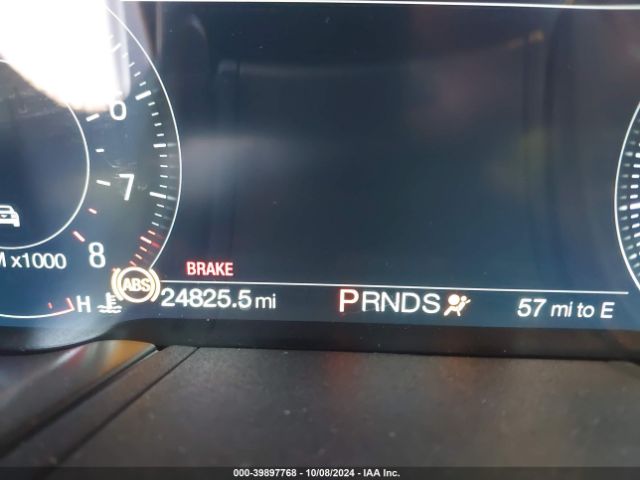 6
7
8
M x1000
H
ABS
BRAKE
24825.5 mi
PRNDS
57 mi to E
000-39897768 | 10/08/2024 - IAA Inc.